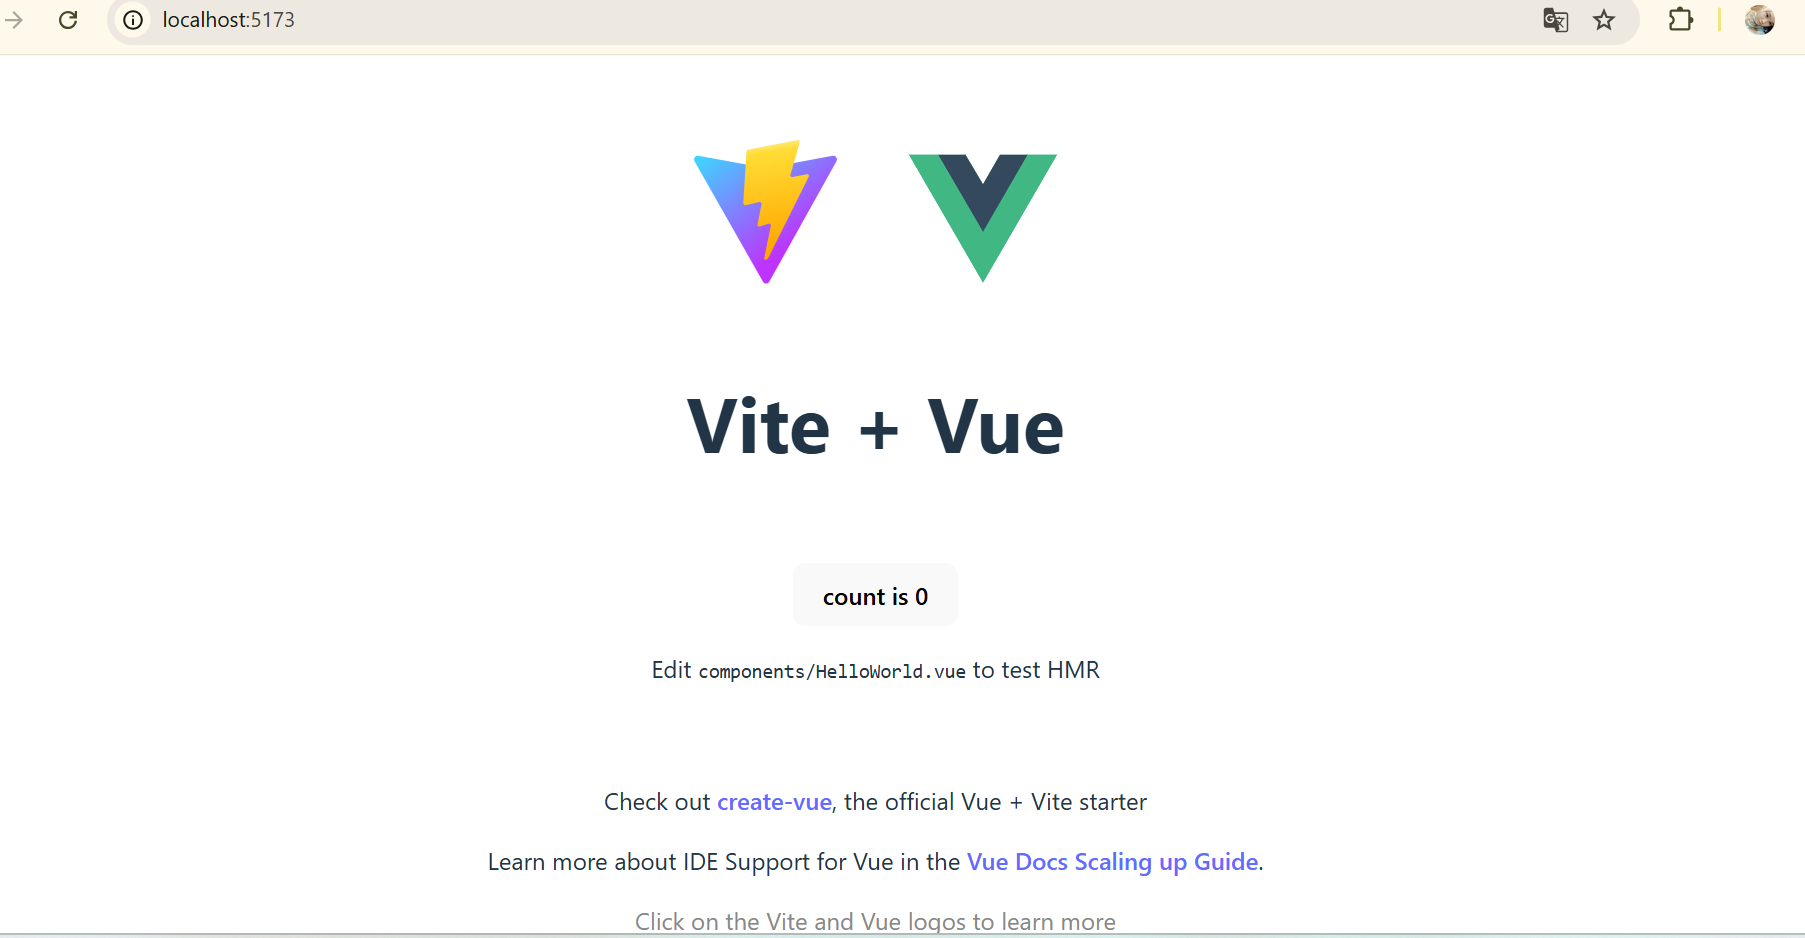 localhost:5173
Vite + Vue
count is 0
Edit components/HelloWorld.vue to test HMR
Check out create-vue, the official Vue + Vite starter
Learn more about IDE Support for Vue in the Vue Docs Scaling up Guide.
Click on the Vite and Vue logos to learn more